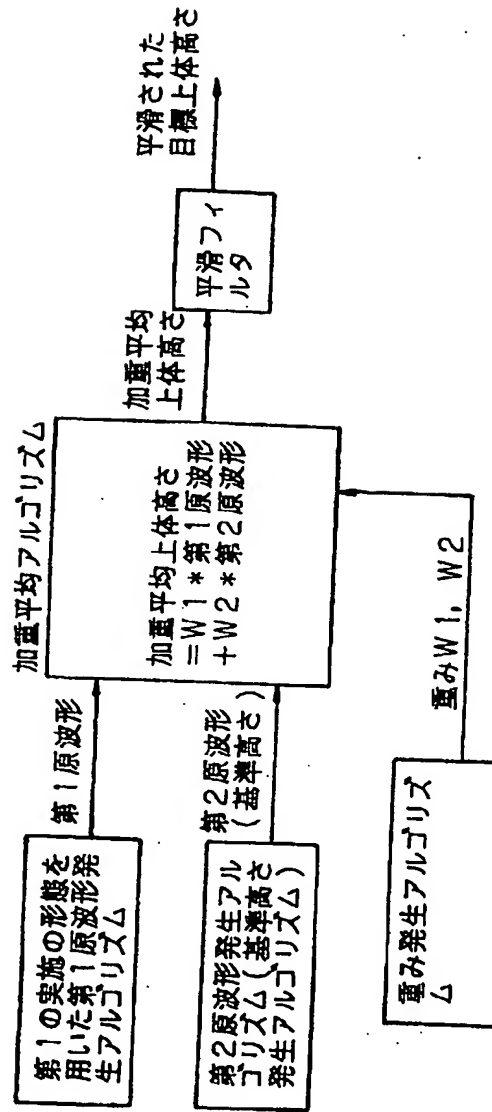 第1の実施の形態を
用いた第1原波形発
生アルゴリズム
第1原波形
第2原波形発生アル
ゴリズム(基準高さ
発生アルゴリズム)
第2原波形
(基準高さ)
重み発生アルゴリズ
ム
重みW1, W2
加重平均アルゴリズム
加重平均上体高さ
=W1*第1原波形
+W2*第2原波形
加重平均
上体高さ
平滑フィ
ルタ
平滑された
目標上体高さ